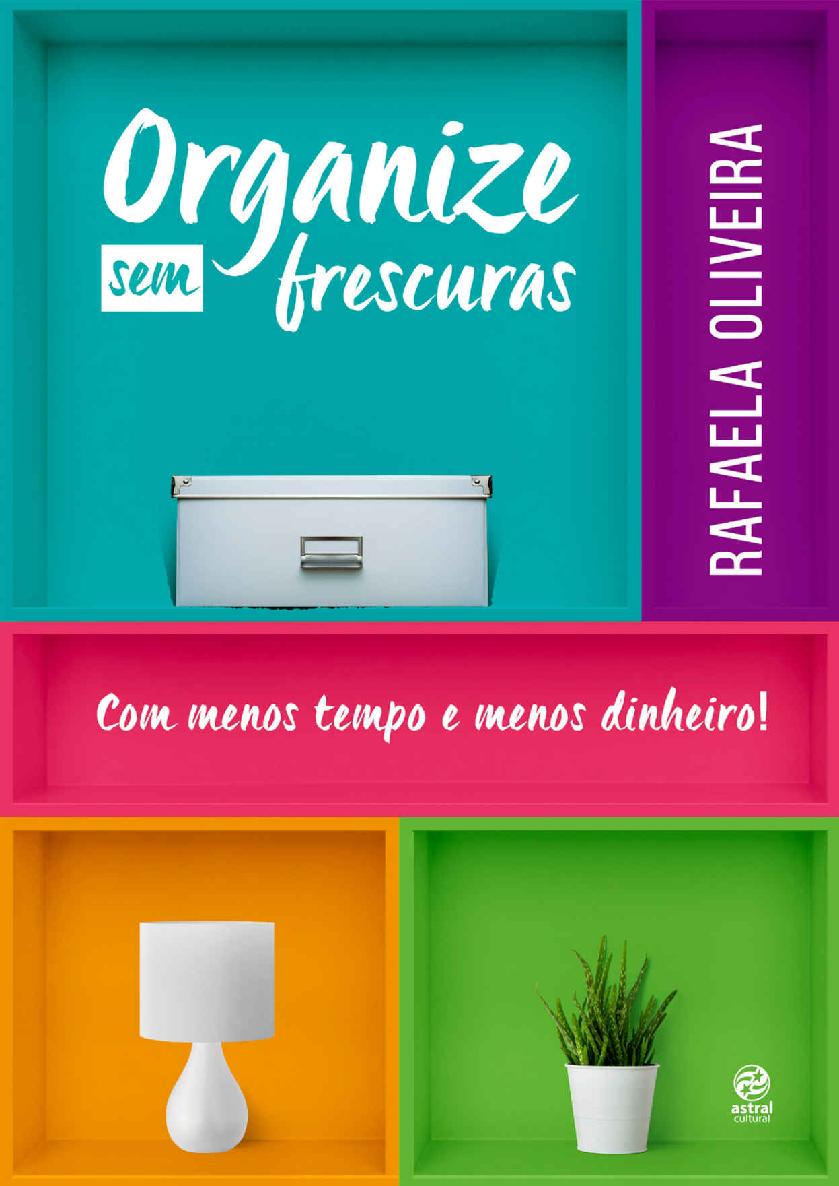 Organize
sem frescuras
RAFAELA OLIVEIRA
Com menos tempo e menos dinheiro!
astral
cultural